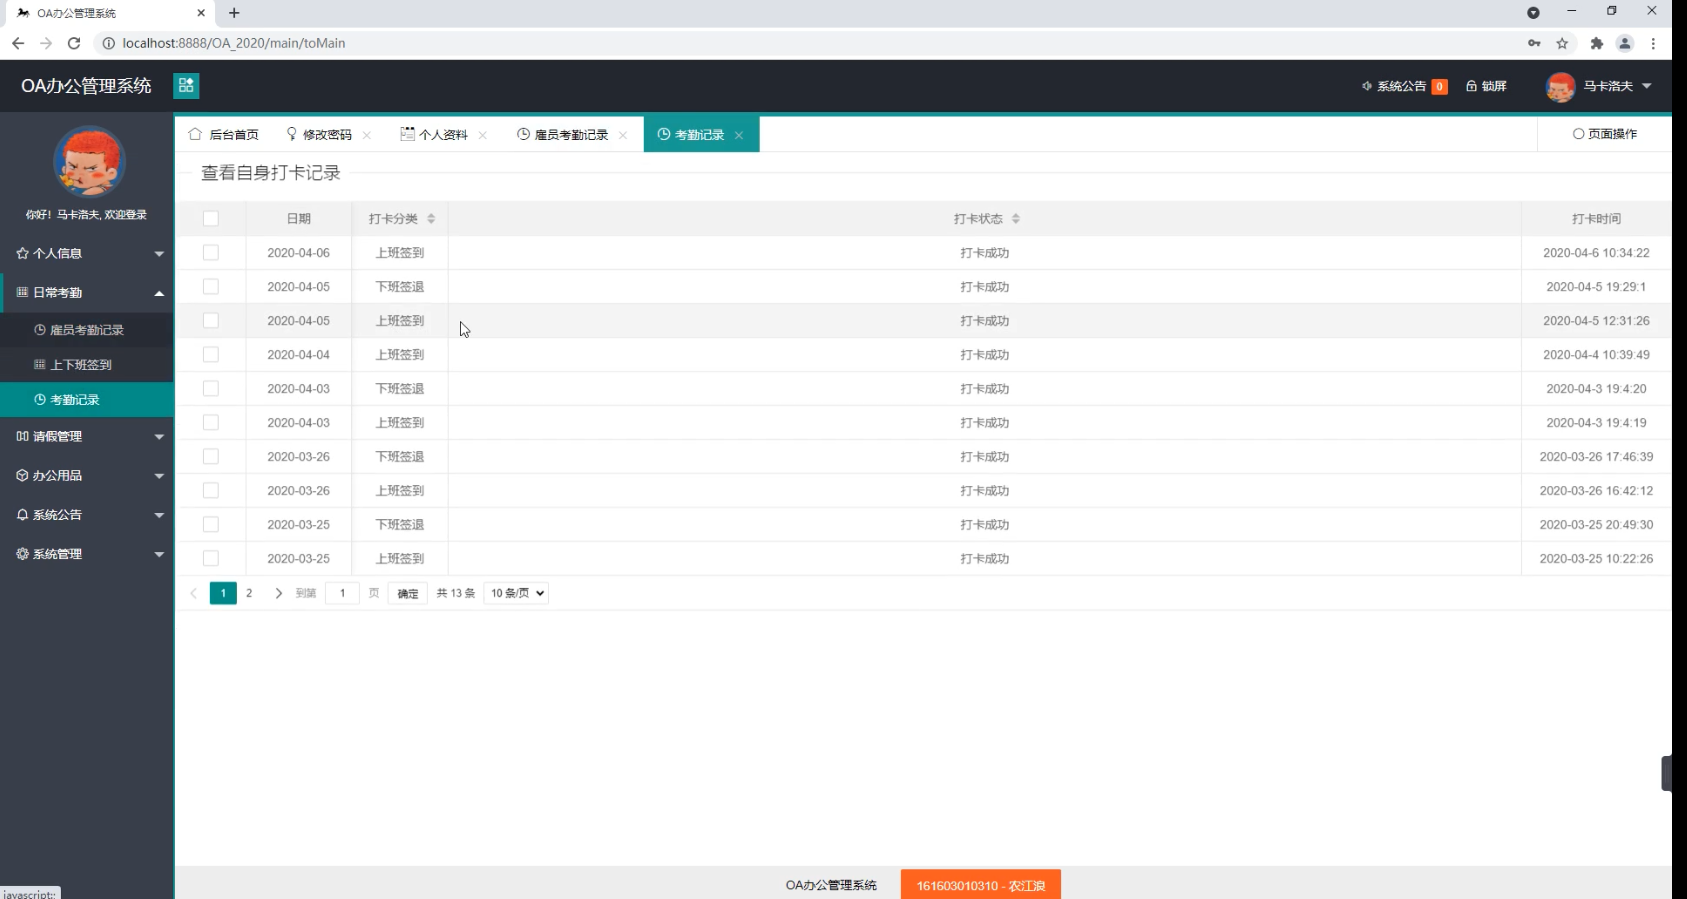 OA办公管理系统
localhost:8888/OA_2020/main/toMain
OA办公管理系统
系统公告 0 锁屏 马卡洛夫
后台首页 修改密码 个人资料 雇员考勤记录 考勤记录 页面操作
你好！马卡洛夫, 欢迎登录
个人信息
日常考勤
雇员考勤记录
上下班签到
考勤记录
请假管理
办公用品
系统公告
系统管理
查看自身打卡记录
日期 打卡分类 打卡状态 打卡时间
2020-04-06 上班签到 打卡成功 2020-04-6 10:34:22
2020-04-05 下班签退 打卡成功 2020-04-5 19:29:1
2020-04-05 上班签到 打卡成功 2020-04-5 12:31:26
2020-04-04 上班签到 打卡成功 2020-04-4 10:39:49
2020-04-03 下班签退 打卡成功 2020-04-3 19:4:20
2020-04-03 上班签到 打卡成功 2020-04-3 19:4:19
2020-03-26 下班签退 打卡成功 2020-03-26 17:46:39
2020-03-26 上班签到 打卡成功 2020-03-26 16:42:12
2020-03-25 下班签退 打卡成功 2020-03-25 20:49:30
2020-03-25 上班签到 打卡成功 2020-03-25 10:22:26
1 2 到第 1 页 确定 共 13 条 10 条/页
OA办公管理系统 161603010310 - 农江浪
javascript:;